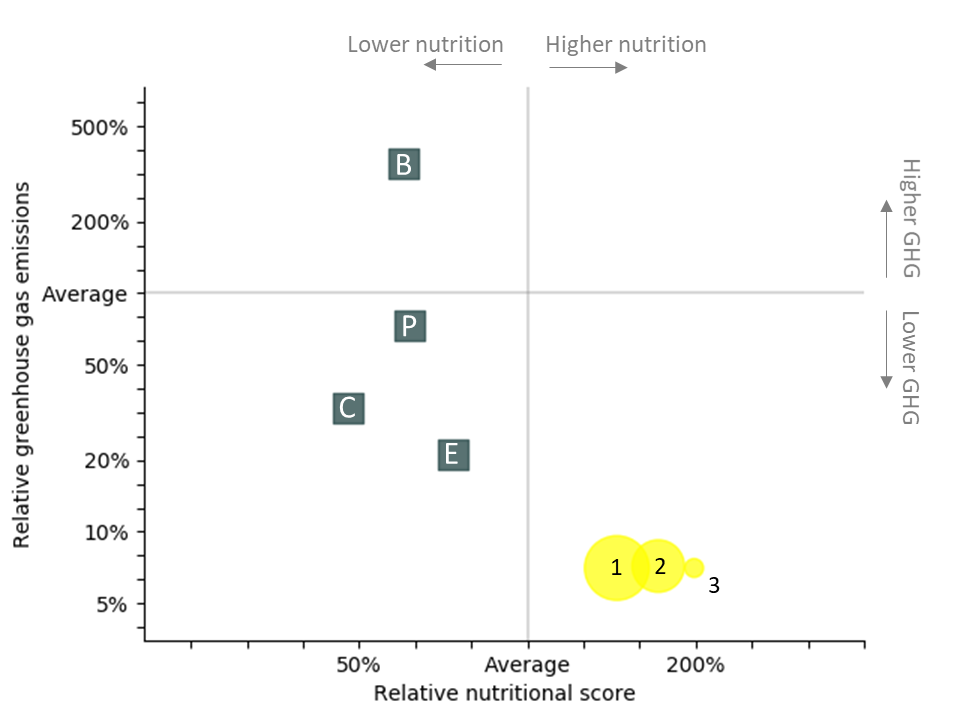 Lower nutrition
Higher nutrition
500%
200%
Average
50%
20%
10%
5%
Relative greenhouse gas emissions
B
P
C
E
1
2
3
Higher GHG
Lower GHG
50%
Average
200%
Relative nutritional score